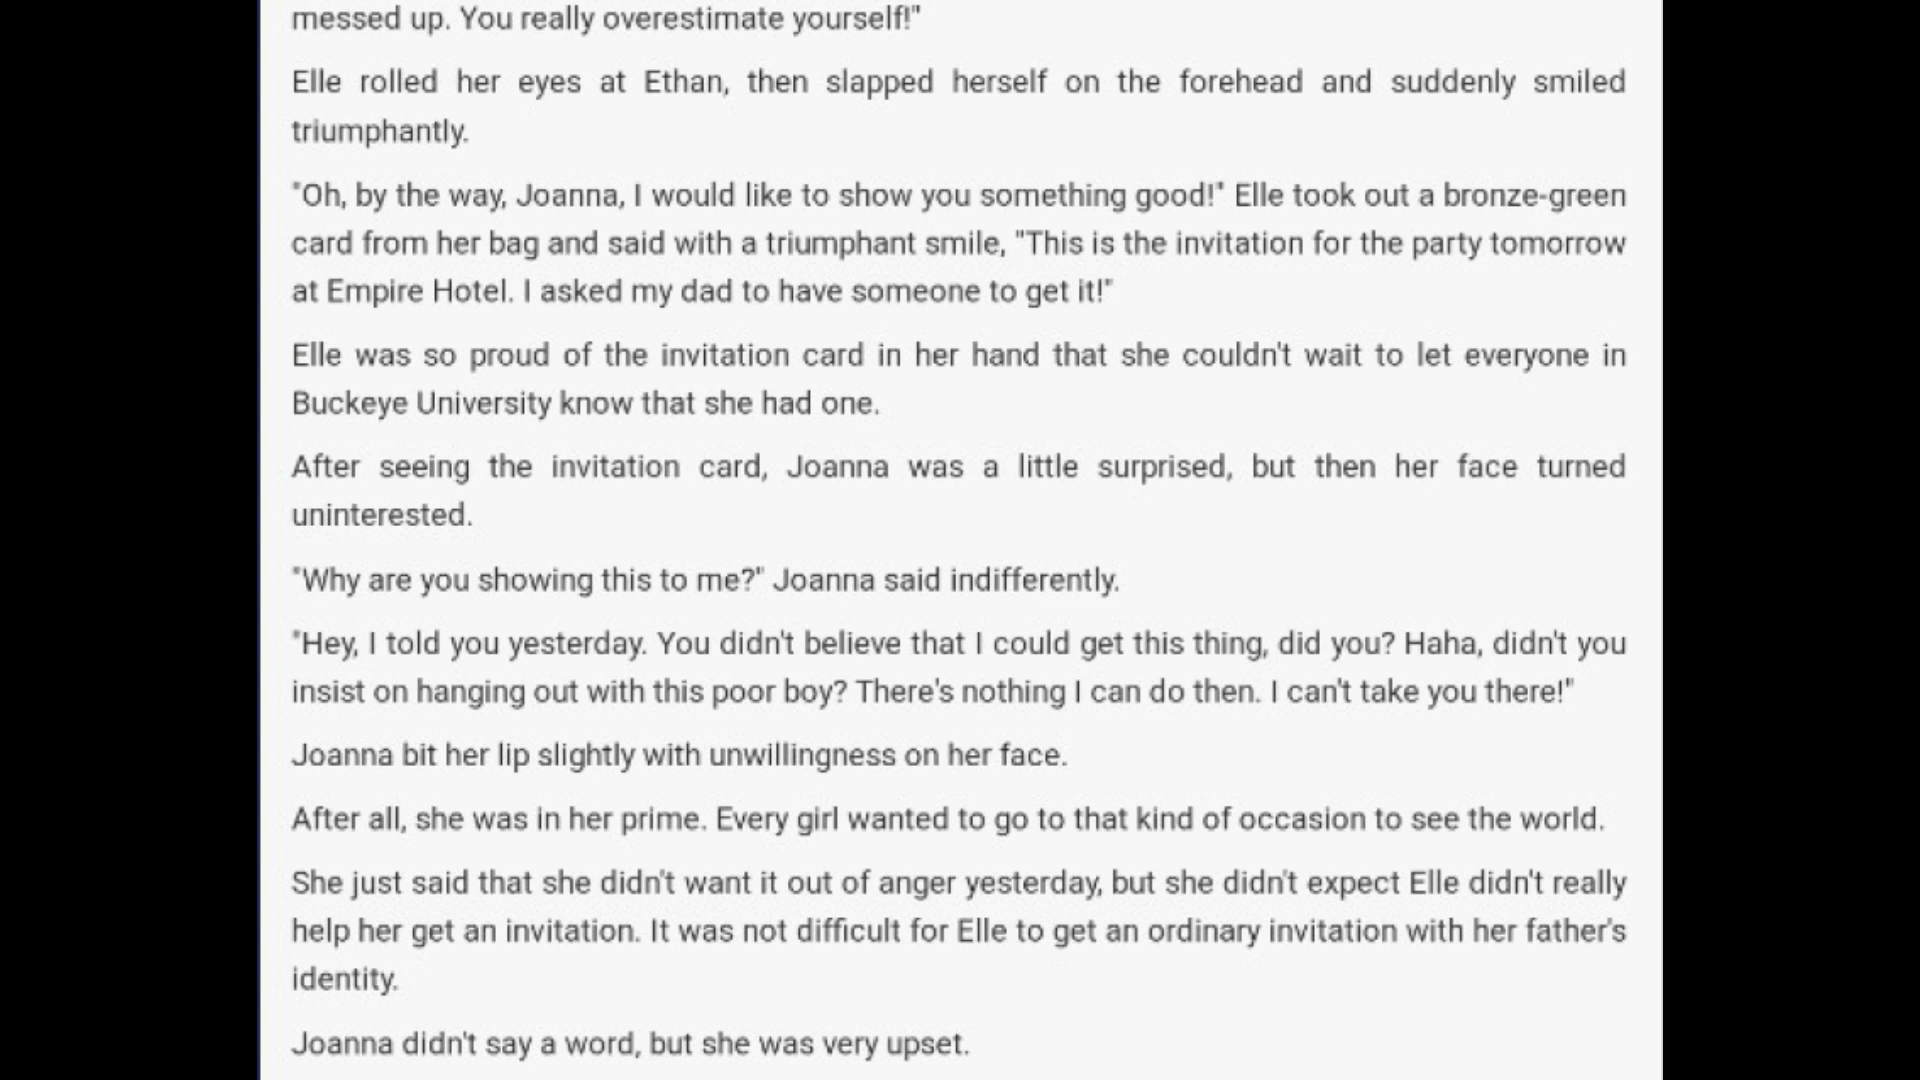 messed up. You really overestimate yourself!"
Elle rolled her eyes at Ethan, then slapped herself on the forehead and suddenly smiled
triumphantly.
"Oh, by the way, Joanna, I would like to show you something good!" Elle took out a bronze-green
card from her bag and said with a triumphant smile, "This is the invitation for the party tomorrow
at Empire Hotel. I asked my dad to have someone to get it!"
Elle was so proud of the invitation card in her hand that she couldn't wait to let everyone in
Buckeye University know that she had one.
After seeing the invitation card, Joanna was a little surprised, but then her face turned
uninterested.
"Why are you showing this to me?" Joanna said indifferently.
"Hey, I told you yesterday. You didn't believe that I could get this thing, did you? Haha, didn't you
insist on hanging out with this poor boy? There's nothing I can do then. I can't take you there!"
Joanna bit her lip slightly with unwillingness on her face.
After all, she was in her prime. Every girl wanted to go to that kind of occasion to see the world.
She just said that she didn't want it out of anger yesterday, but she didn't expect Elle didn't really
help her get an invitation. It was not difficult for Elle to get an ordinary invitation with her father's
identity.
Joanna didn't say a word, but she was very upset.